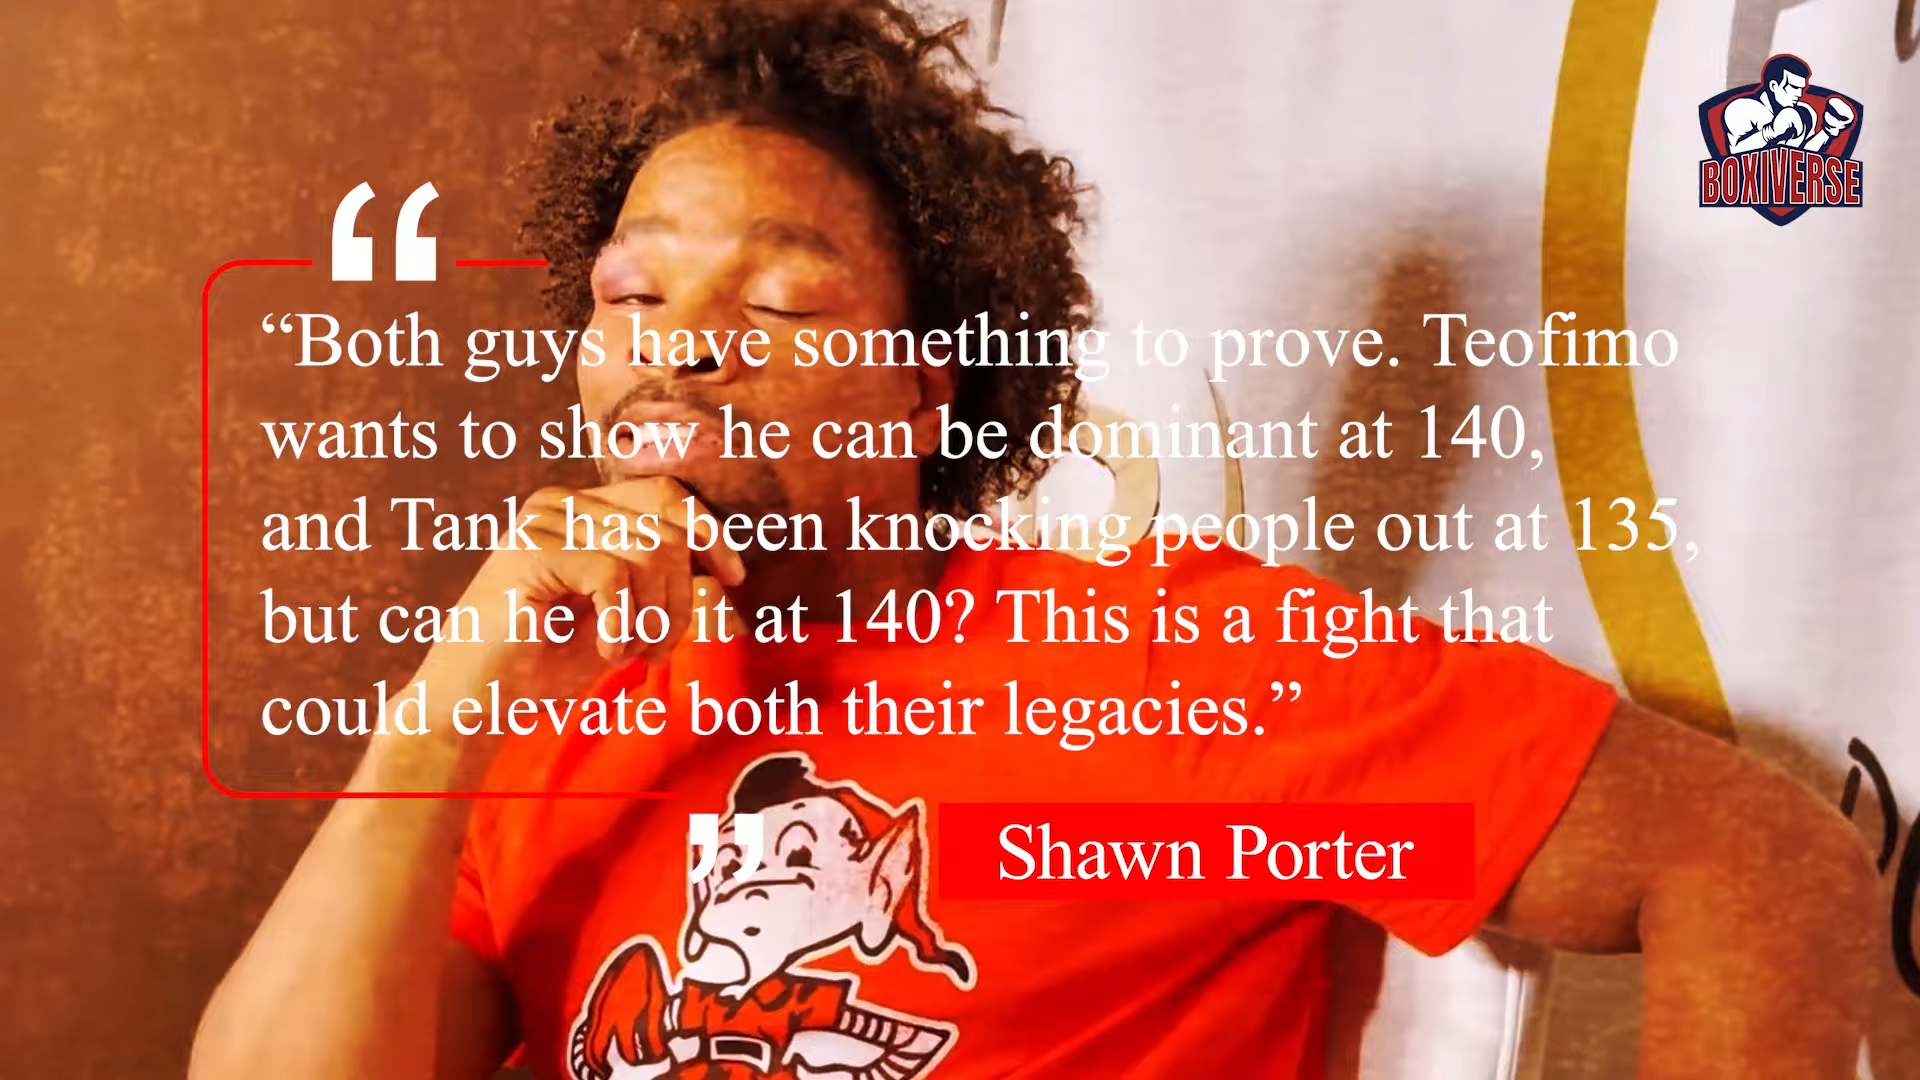 BOXIVERSE
“Both guys have something to prove. Teofimo
wants to show he can be dominant at 140,
and Tank has been knocking people out at 135,
but can he do it at 140? This is a fight that
could elevate both their legacies.”
Shawn Porter